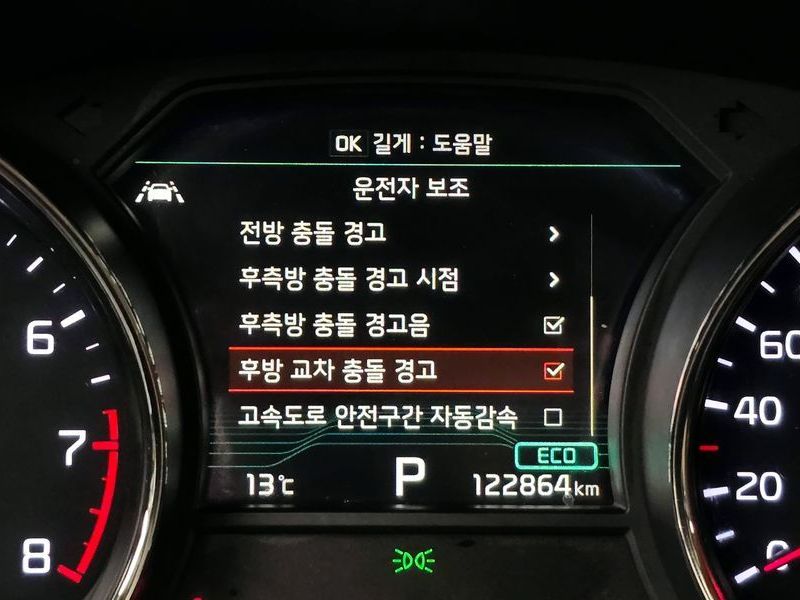 OK 길게 : 도움말
운전자 보조
전방 충돌 경고
후측방 충돌 경고 시점
후측방 충돌 경고음
후방 교차 충돌 경고
고속도로 안전구간 자동감속
ECO
13℃ P 122864km
6
7
8
60
40
20
0